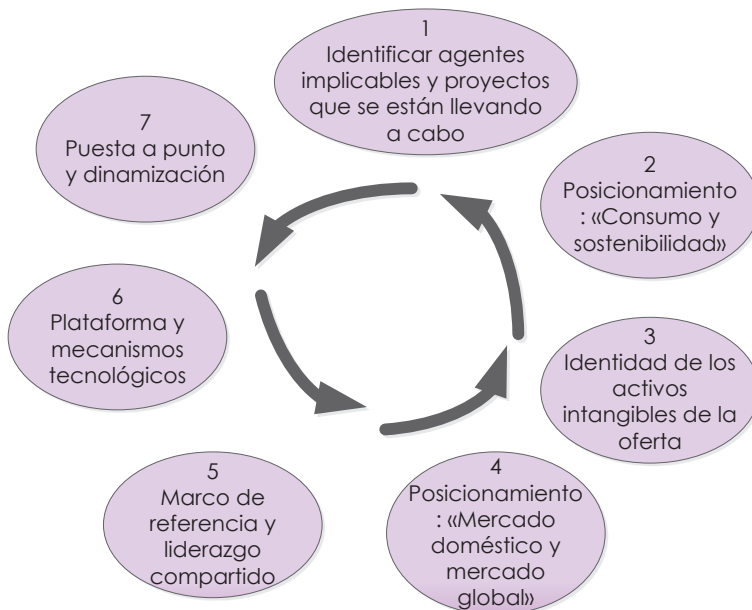 1
Identificar agentes
implicables y proyectos
que se están llevando
a cabo
2
Posicionamiento
: «Consumo y
sostenibilidad»
3
Identidad de los
activos
intangibles de la
oferta
4
Posicionamiento
: «Mercado
doméstico y
mercado
global»
5
Marco de
referencia y
liderazgo
compartido
6
Plataforma y
mecanismos
tecnológicos
7
Puesta a punto
y dinamización